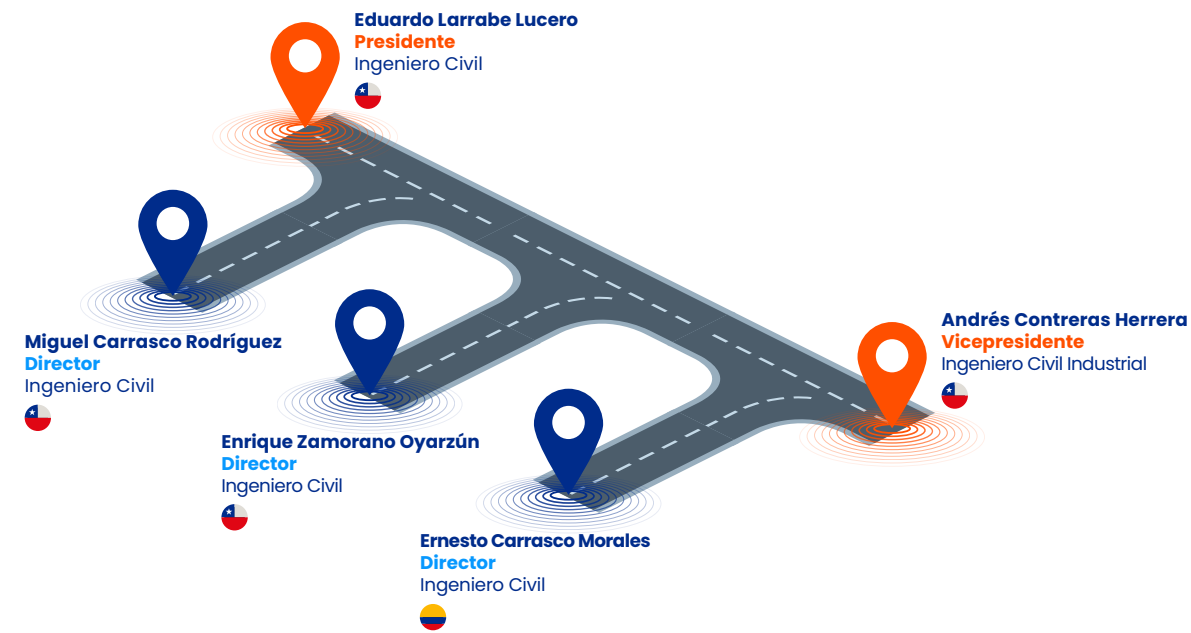 Eduardo Larrabe Lucero
Presidente
Ingeniero Civil
Andrés Contreras Herrera
Vicepresidente
Ingeniero Civil Industrial
Miguel Carrasco Rodríguez
Director
Ingeniero Civil
Enrique Zamorano Oyarzún
Director
Ingeniero Civil
Ernesto Carrasco Morales
Director
Ingeniero Civil